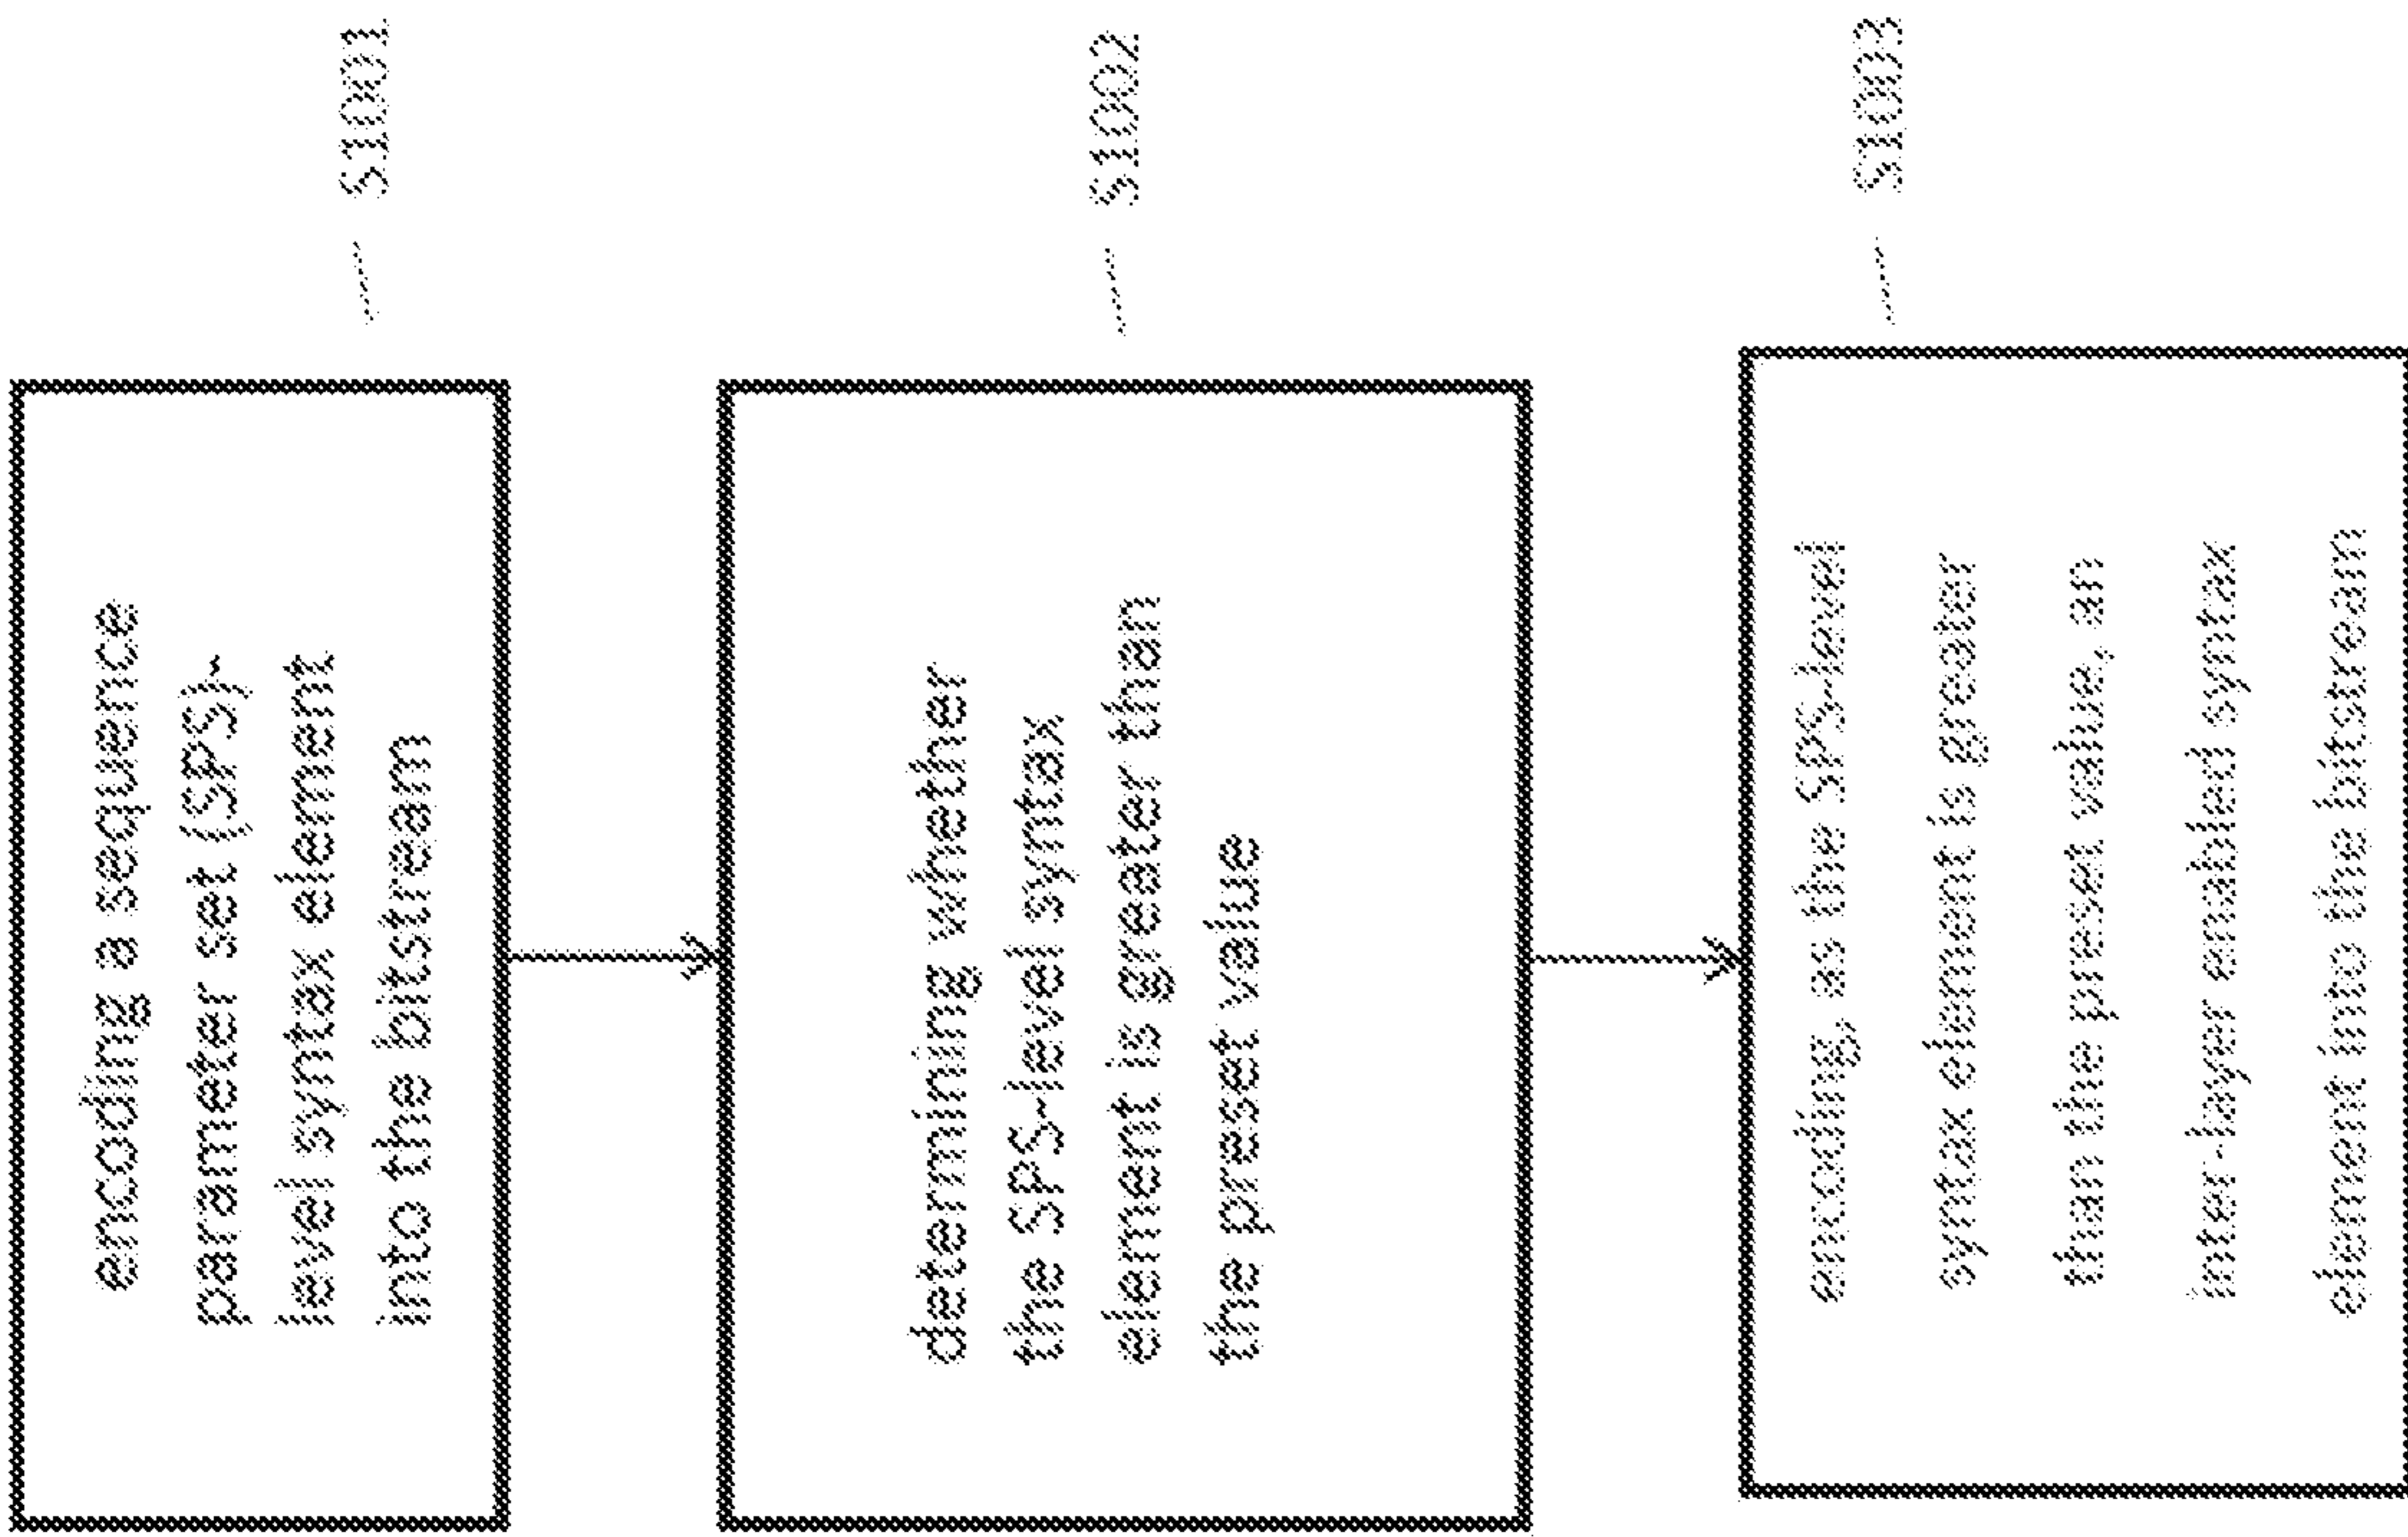 encoding a sequence
parameter set (SPS)-
level syntax element
into the bitstream
S1001
determining whether
the SPS-level syntax
element is greater than
the preset value
S1002
encoding, as the SPS-level
syntax element is greater
than the preset value, an
inter-layer enabled syntax
element into the bitstream
S1003